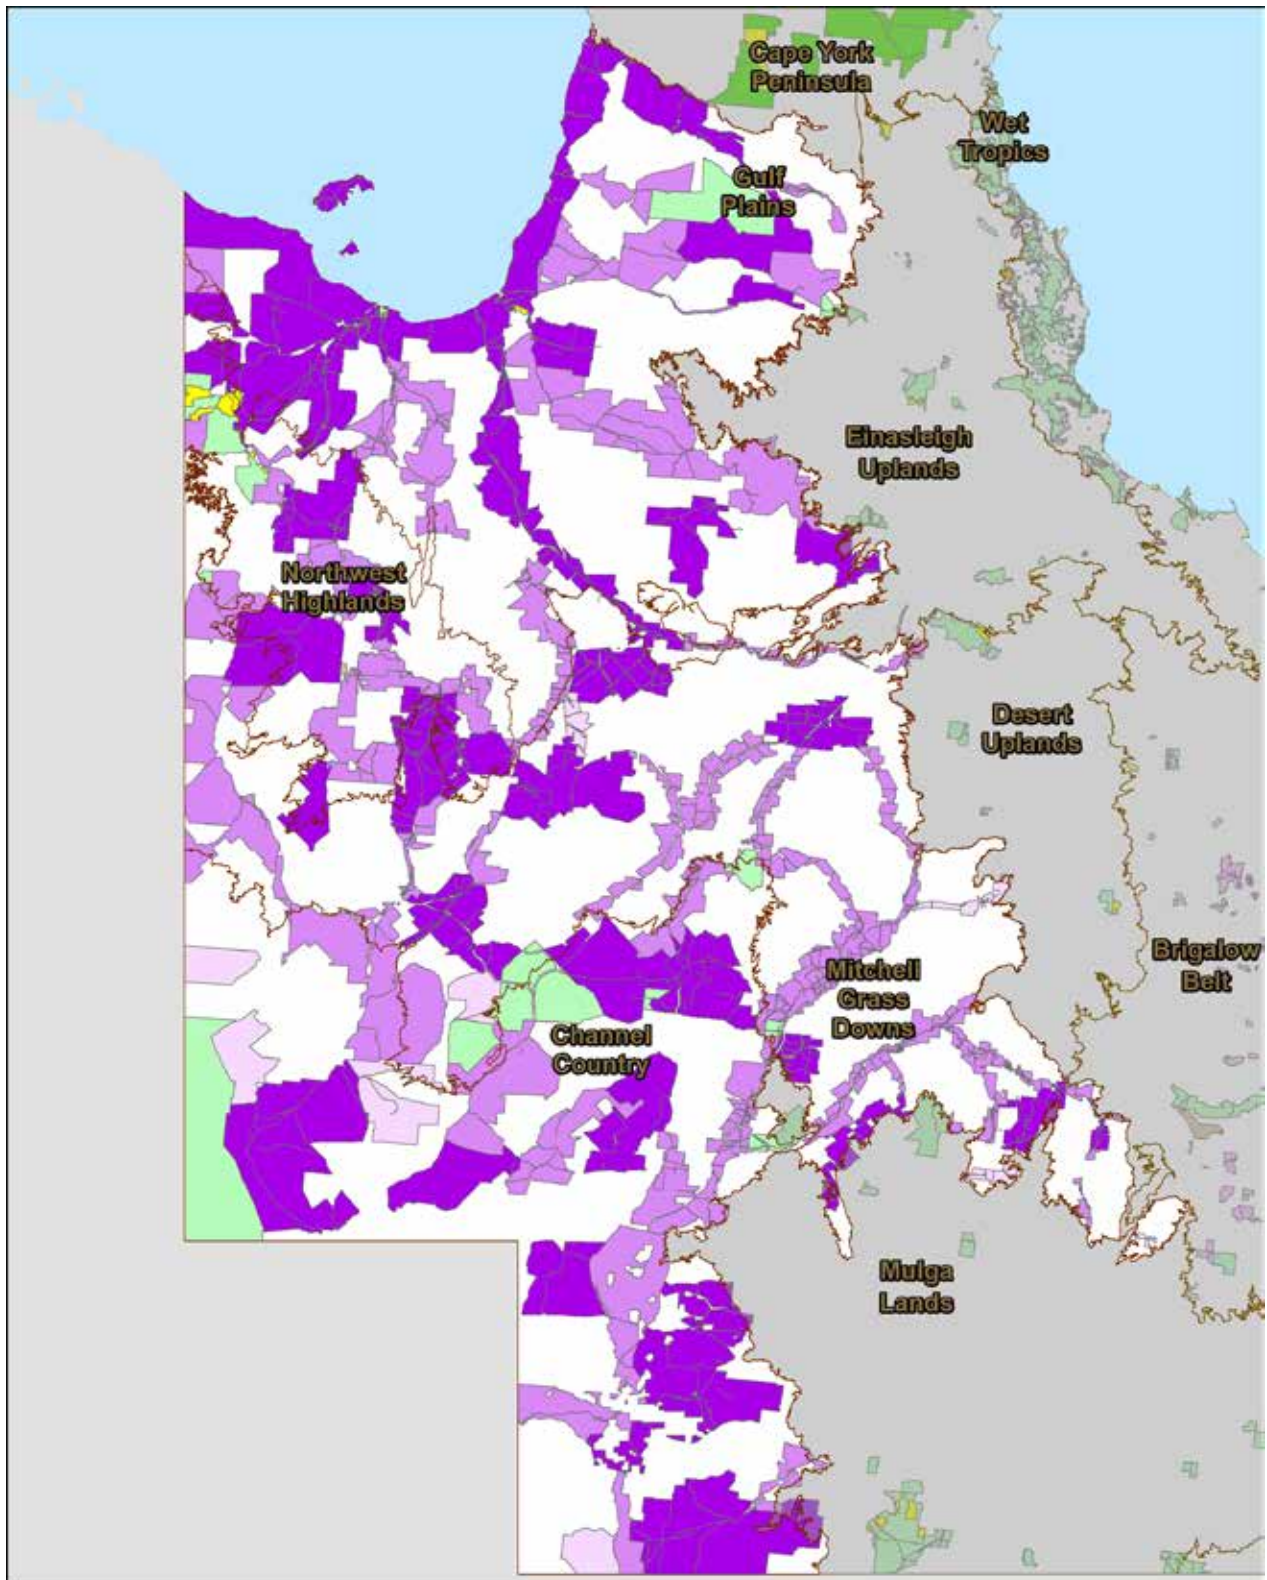 Cape York
Peninsula
Wet
Tropics
Gulf
Plains
Einasleigh
Uplands
Northwest
Highlands
Desert
Uplands
Brigalow
Belt
Mitchell
Grass
Downs
Channel
Country
Mulga
Lands